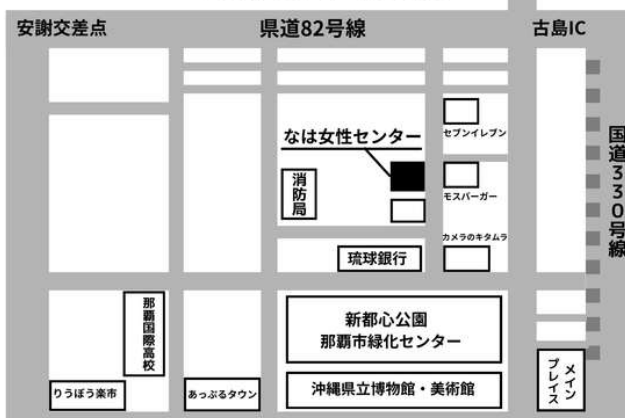 安謝交差点
県道82号線
古島IC
なは女性センター
セブンイレブン
消防局
モスバーガー
国道330号線
カメラのキタムラ
琉球銀行
那覇国際高校
新都心公園
那覇市緑化センター
りうぼう楽市
あっぷるタウン
沖縄県立博物館・美術館
メイン
プレイス